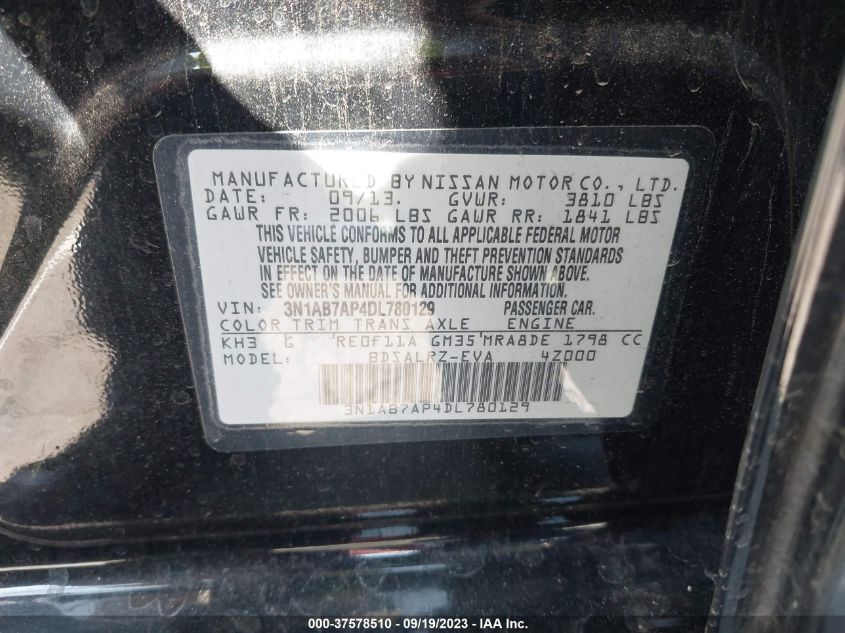 MANUFACTURED BY NISSAN MOTOR CO., LTD.
DATE: 09/13. GVWR: 3810 LBS
GAWR FR: 2006 LBS GAWR RR: 1841 LBS
THIS VEHICLE CONFORMS TO ALL APPLICABLE FEDERAL MOTOR
VEHICLE SAFETY, BUMPER AND THEFT PREVENTION STANDARDS
IN EFFECT ON THE DATE OF MANUFACTURE SHOWN ABOVE.
SEE OWNER'S MANUAL FOR ADDITIONAL INFORMATION.
VIN: 3N1AB7AP4DL780129 PASSENGER CAR.
COLOR TRIM TRANS AXLE ENGINE
KH3 G RE0F11A GM35 MRA8DE 1798 CC
MODEL: BDSALRZ-EVA 4Z000
3N1AB7AP4DL780129
000-37578510 - 09/19/2023 - IAAI.com